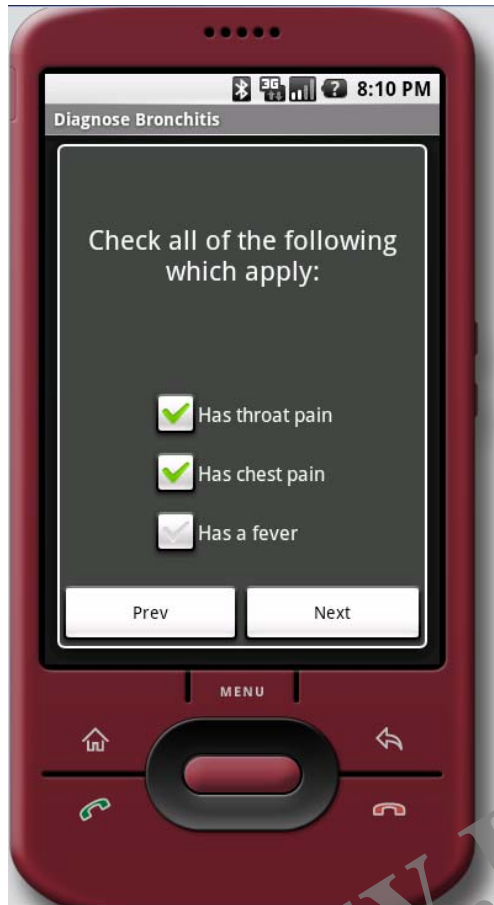 3G
8:10 PM
Diagnose Bronchitis
Check all of the following
which apply:
Has throat pain
Has chest pain
Has a fever
Prev
Next
MENU